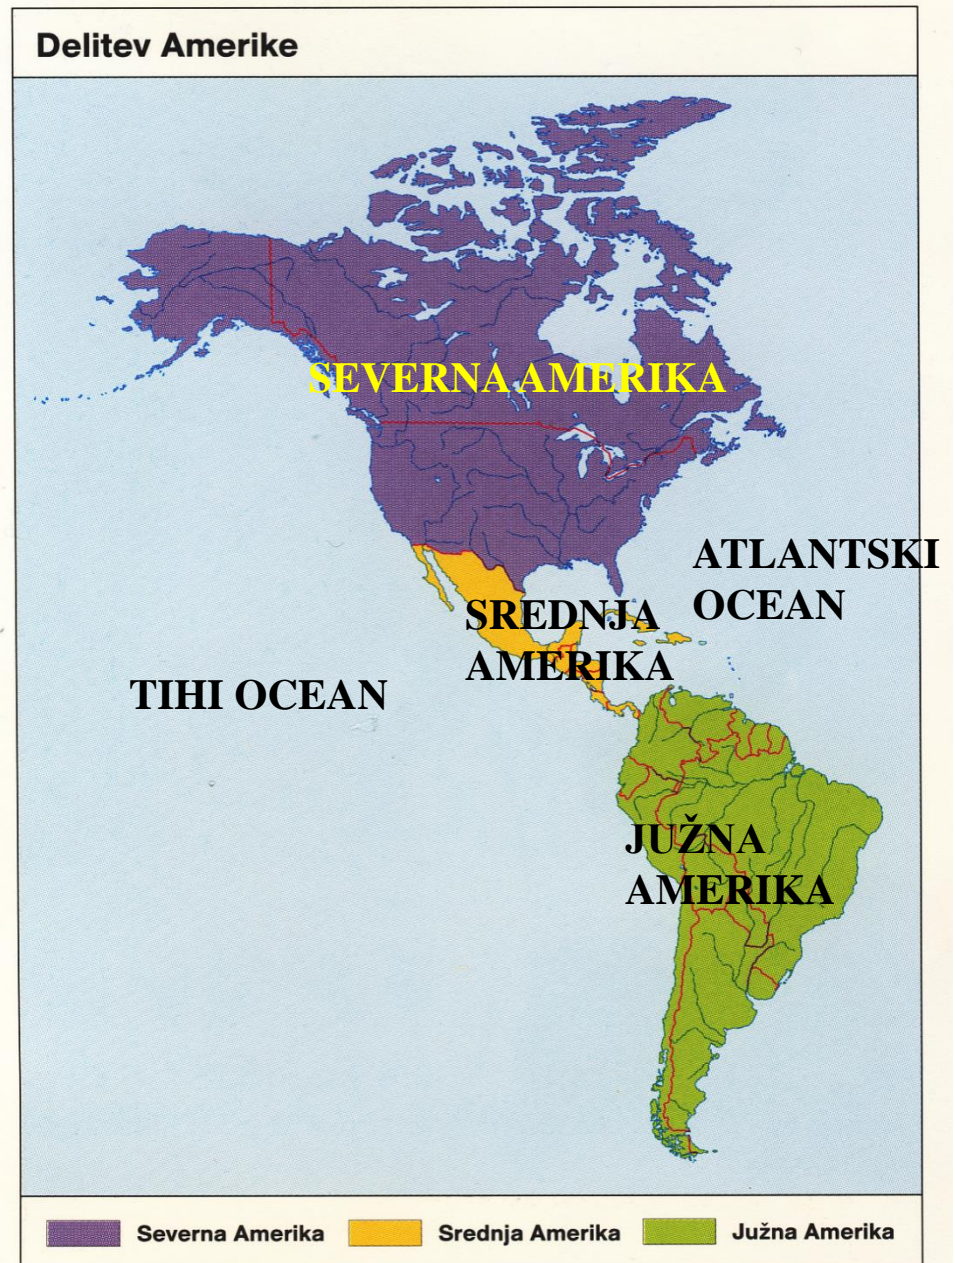 Delitev Amerike
SEVERNA AMERIKA
ATLANTSKI
OCEAN
SREDNJA
AMERIKA
TIHI OCEAN
JUŽNA
AMERIKA
Severna Amerika
Srednja Amerika
Južna Amerika